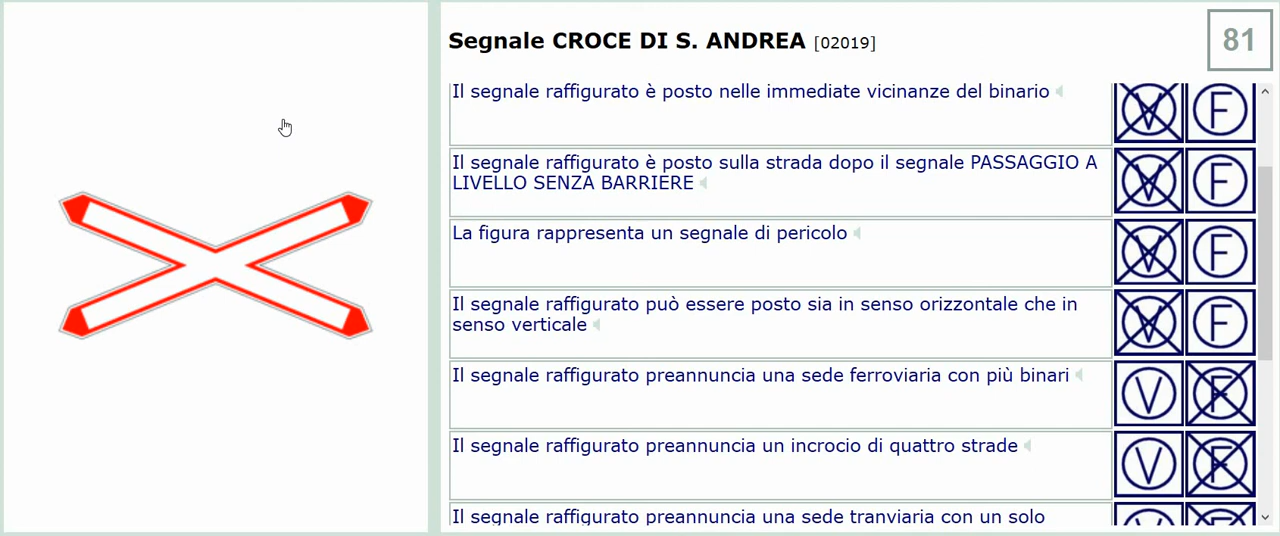 Segnale CROCE DI S. ANDREA [02019]
81
Il segnale raffigurato è posto nelle immediate vicinanze del binario
V F
Il segnale raffigurato è posto sulla strada dopo il segnale PASSAGGIO A
LIVELLO SENZA BARRIERE
V F
La figura rappresenta un segnale di pericolo
V F
Il segnale raffigurato può essere posto sia in senso orizzontale che in
senso verticale
V F
Il segnale raffigurato preannuncia una sede ferroviaria con più binari
V F
Il segnale raffigurato preannuncia un incrocio di quattro strade
V F
Il segnale raffigurato preannuncia una sede tranviaria con un solo
V F